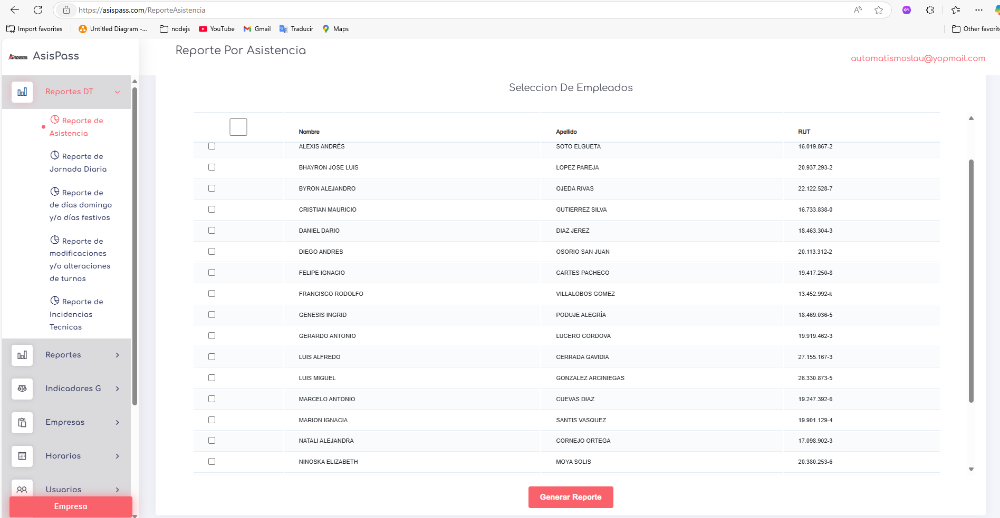 https://asispass.com/ReporteAsistencia
Import favorites
Untitled Diagram -...
nodejs
YouTube
Gmail
Traducir
Maps
Other favorit
AsisPass
Reporte Por Asistencia
automatismoslau@yopmail.com
Reportes DT
Reporte de
Asistencia
Reporte de
Jornada Diaria
Reporte de
de días domingo
y/o días festivos
Reporte de
modificaciones
y/o alteraciones
de turnos
Reporte de
Incidencias
Tecnicas
Reportes
Indicadores G
Empresas
Horarios
Usuarios
Empresa
Seleccion De Empleados
Nombre Apellido RUT
ALEXIS ANDRÉS SOTO ELGUETA 16.019.867-2
BHAYRON JOSE LUIS LOPEZ PAREJA 20.937.293-2
BYRON ALEJANDRO OJEDA RIVAS 22.122.528-7
CRISTIAN MAURICIO GUTIERREZ SILVA 16.733.838-0
DANIEL DARIO DIAZ JEREZ 18.463.304-3
DIEGO ANDRES OSORIO SAN JUAN 20.113.312-2
FELIPE IGNACIO CARTES PACHECO 19.417.250-8
FRANCISCO RODOLFO VILLALOBOS GOMEZ 13.452.992-k
GENESIS INGRID PODUJE ALEGRÍA 18.469.036-5
GERARDO ANTONIO LUCERO CORDOVA 19.919.462-3
LUIS ALFREDO CERRADA GAVIDIA 27.155.167-3
LUIS MIGUEL GONZALEZ ARCINIEGAS 26.330.873-5
MARCELO ANTONIO CUEVAS DIAZ 19.247.392-6
MARION IGNACIA SANTIS VASQUEZ 19.901.129-4
NATALI ALEJANDRA CORNEJO ORTEGA 17.098.902-3
NINOSKA ELIZABETH MOYA SOLIS 20.380.253-6
Generar Reporte